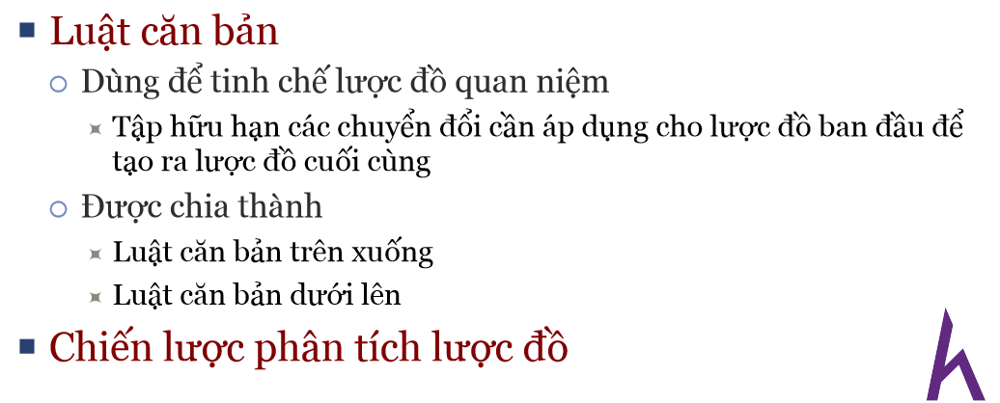 Luật căn bản
Dùng để tinh chế lược đồ quan niệm
Tập hữu hạn các chuyển đổi cần áp dụng cho lược đồ ban đầu để
tạo ra lược đồ cuối cùng
Được chia thành
Luật căn bản trên xuống
Luật căn bản dưới lên
Chiến lược phân tích lược đồ